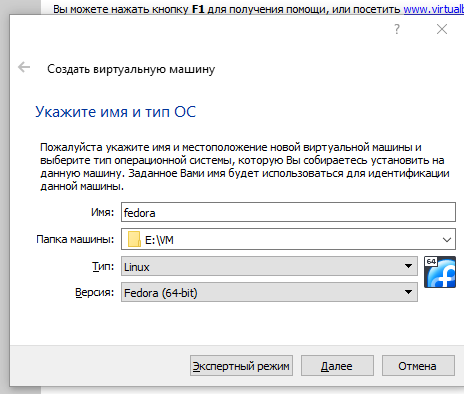 Вы можете нажать кнопку F1 для получения помощи, или посетить www.virtualb
?
Создать виртуальную машину
Укажите имя и тип ОС
Пожалуйста укажите имя и местоположение новой виртуальной машины и
выберите тип операционной системы, которую Вы собираетесь установить на
данную машину. Заданное Вами имя будет использоваться для идентификации
данной машины.
Имя: fedora
Папка машины: E:\VM
Тип: Linux
64
Версия: Fedora (64-bit)
Экспертный режим Далее Отмена